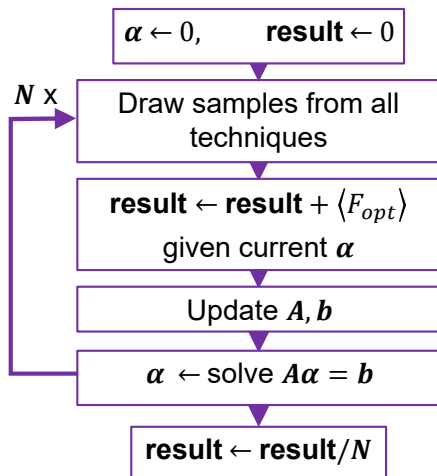 α ← 0, result ← 0
N x
Draw samples from all
techniques
result ← result + ⟨F_opt⟩
given current α
Update A, b
α ← solve Aα = b
result ← result/N